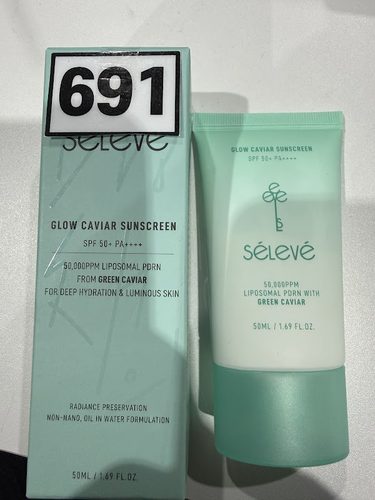 691
séLevé
GLOW CAVIAR SUNSCREEN
SPF 50+ PA++++
50,000PPM LIPOSOMAL PDRN
FROM GREEN CAVIAR
FOR DEEP HYDRATION & LUMINOUS SKIN
RADIANCE PRESERVATION
NON-NANO, OIL IN WATER FORMULATION
50ML / 1.69 FL.OZ.
GLOW CAVIAR SUNSCREEN
SPF 50+ PA++++
séLevé
50,000PPM
LIPOSOMAL PDRN WITH
GREEN CAVIAR
50ML / 1.69 FL.OZ.